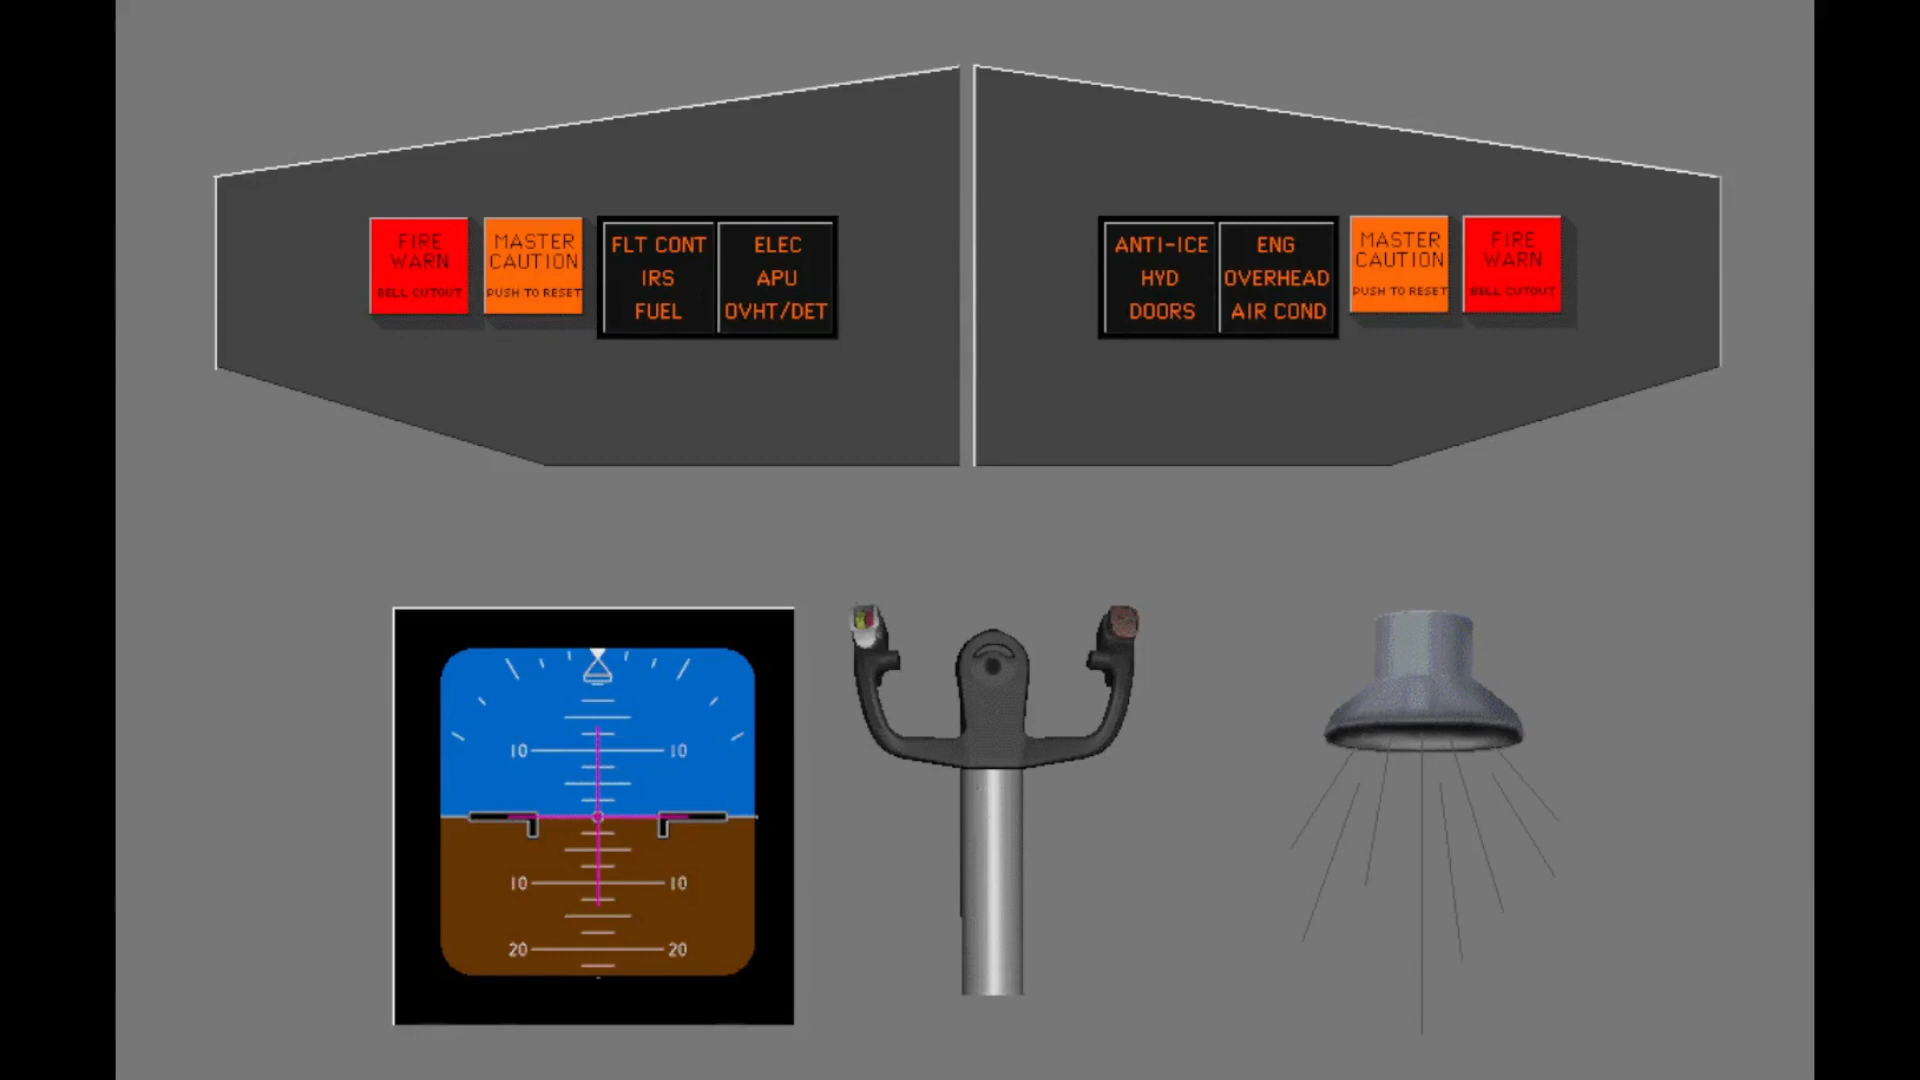 FIRE
WARN
BELL CUTOUT
MASTER
CAUTION
PUSH TO RESET
FLT CONT
IRS
FUEL
ELEC
APU
OVHT/DET
ANTI-ICE
HYD
DOORS
ENG
OVERHEAD
AIR COND
MASTER
CAUTION
PUSH TO RESET
FIRE
WARN
BELL CUTOUT
10 10
10 10
20 20